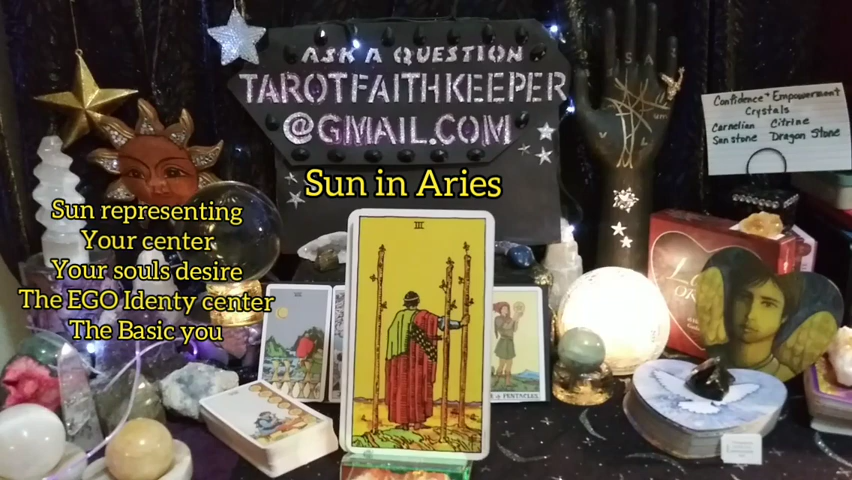 ASK A QUESTION
TAROTFAITHKEEPER
@GMAIL.COM
Sun in Aries
Confidence + Empowerment
Crystals
Carnelian Citrine
Sunstone Dragon Stone
Sun representing
Your center
Your souls desire
The EGO Identy center
The Basic you
III
PENTACLES